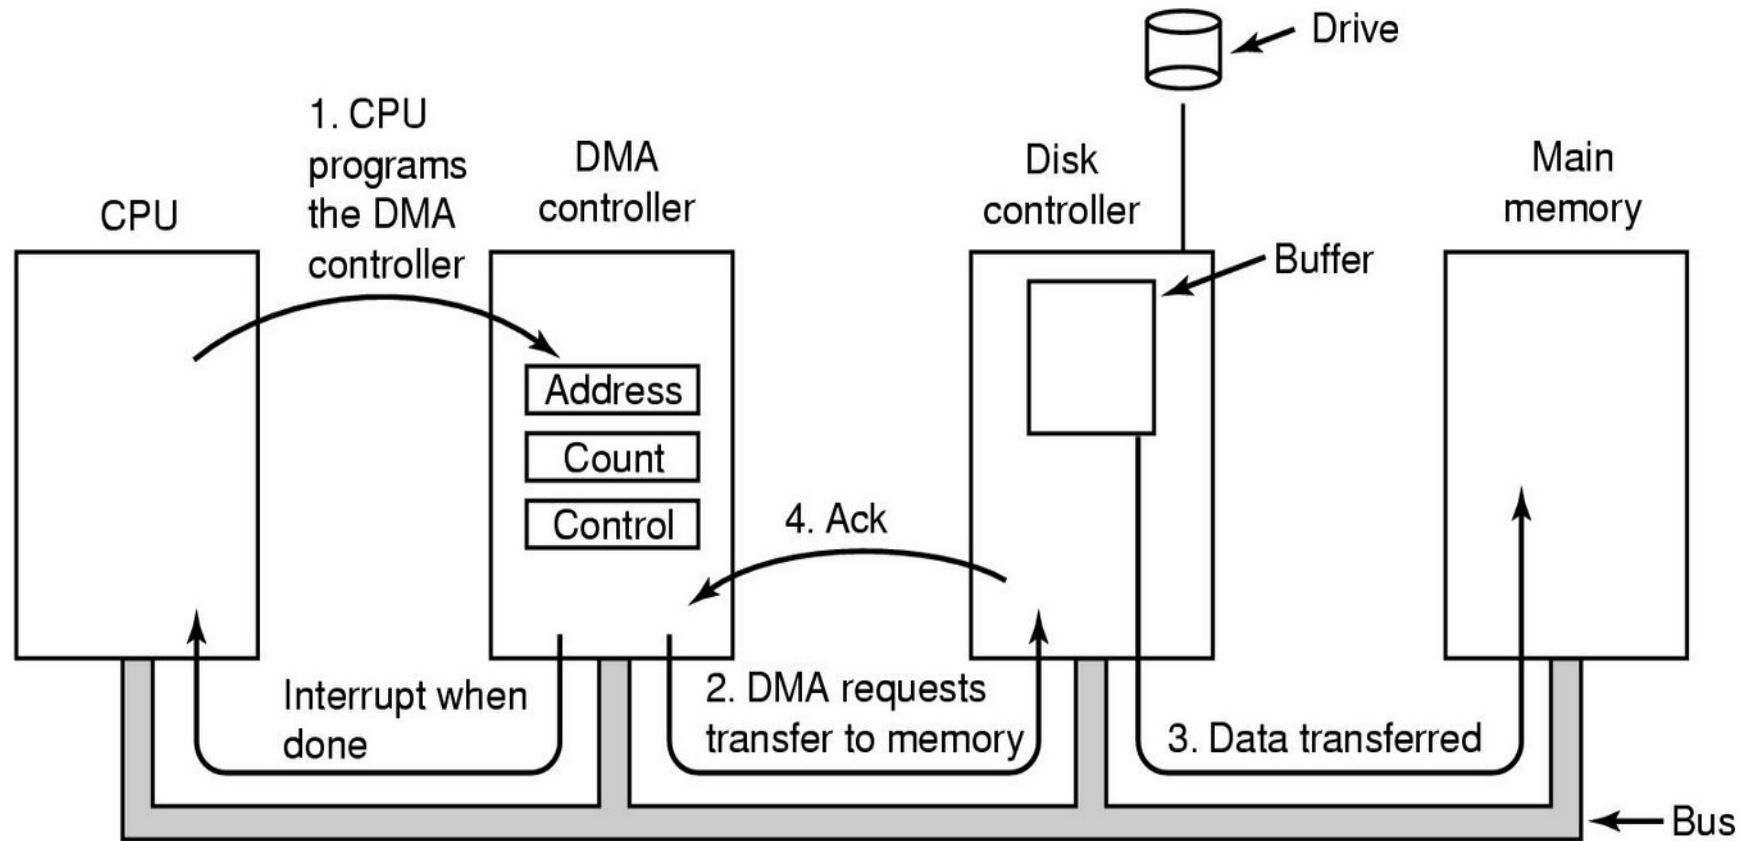 Drive
1. CPU
programs
the DMA
controller
CPU
DMA
controller
Disk
controller
Main
memory
Buffer
Address
Count
Control
4. Ack
Interrupt when
done
2. DMA requests
transfer to memory
3. Data transferred
Bus